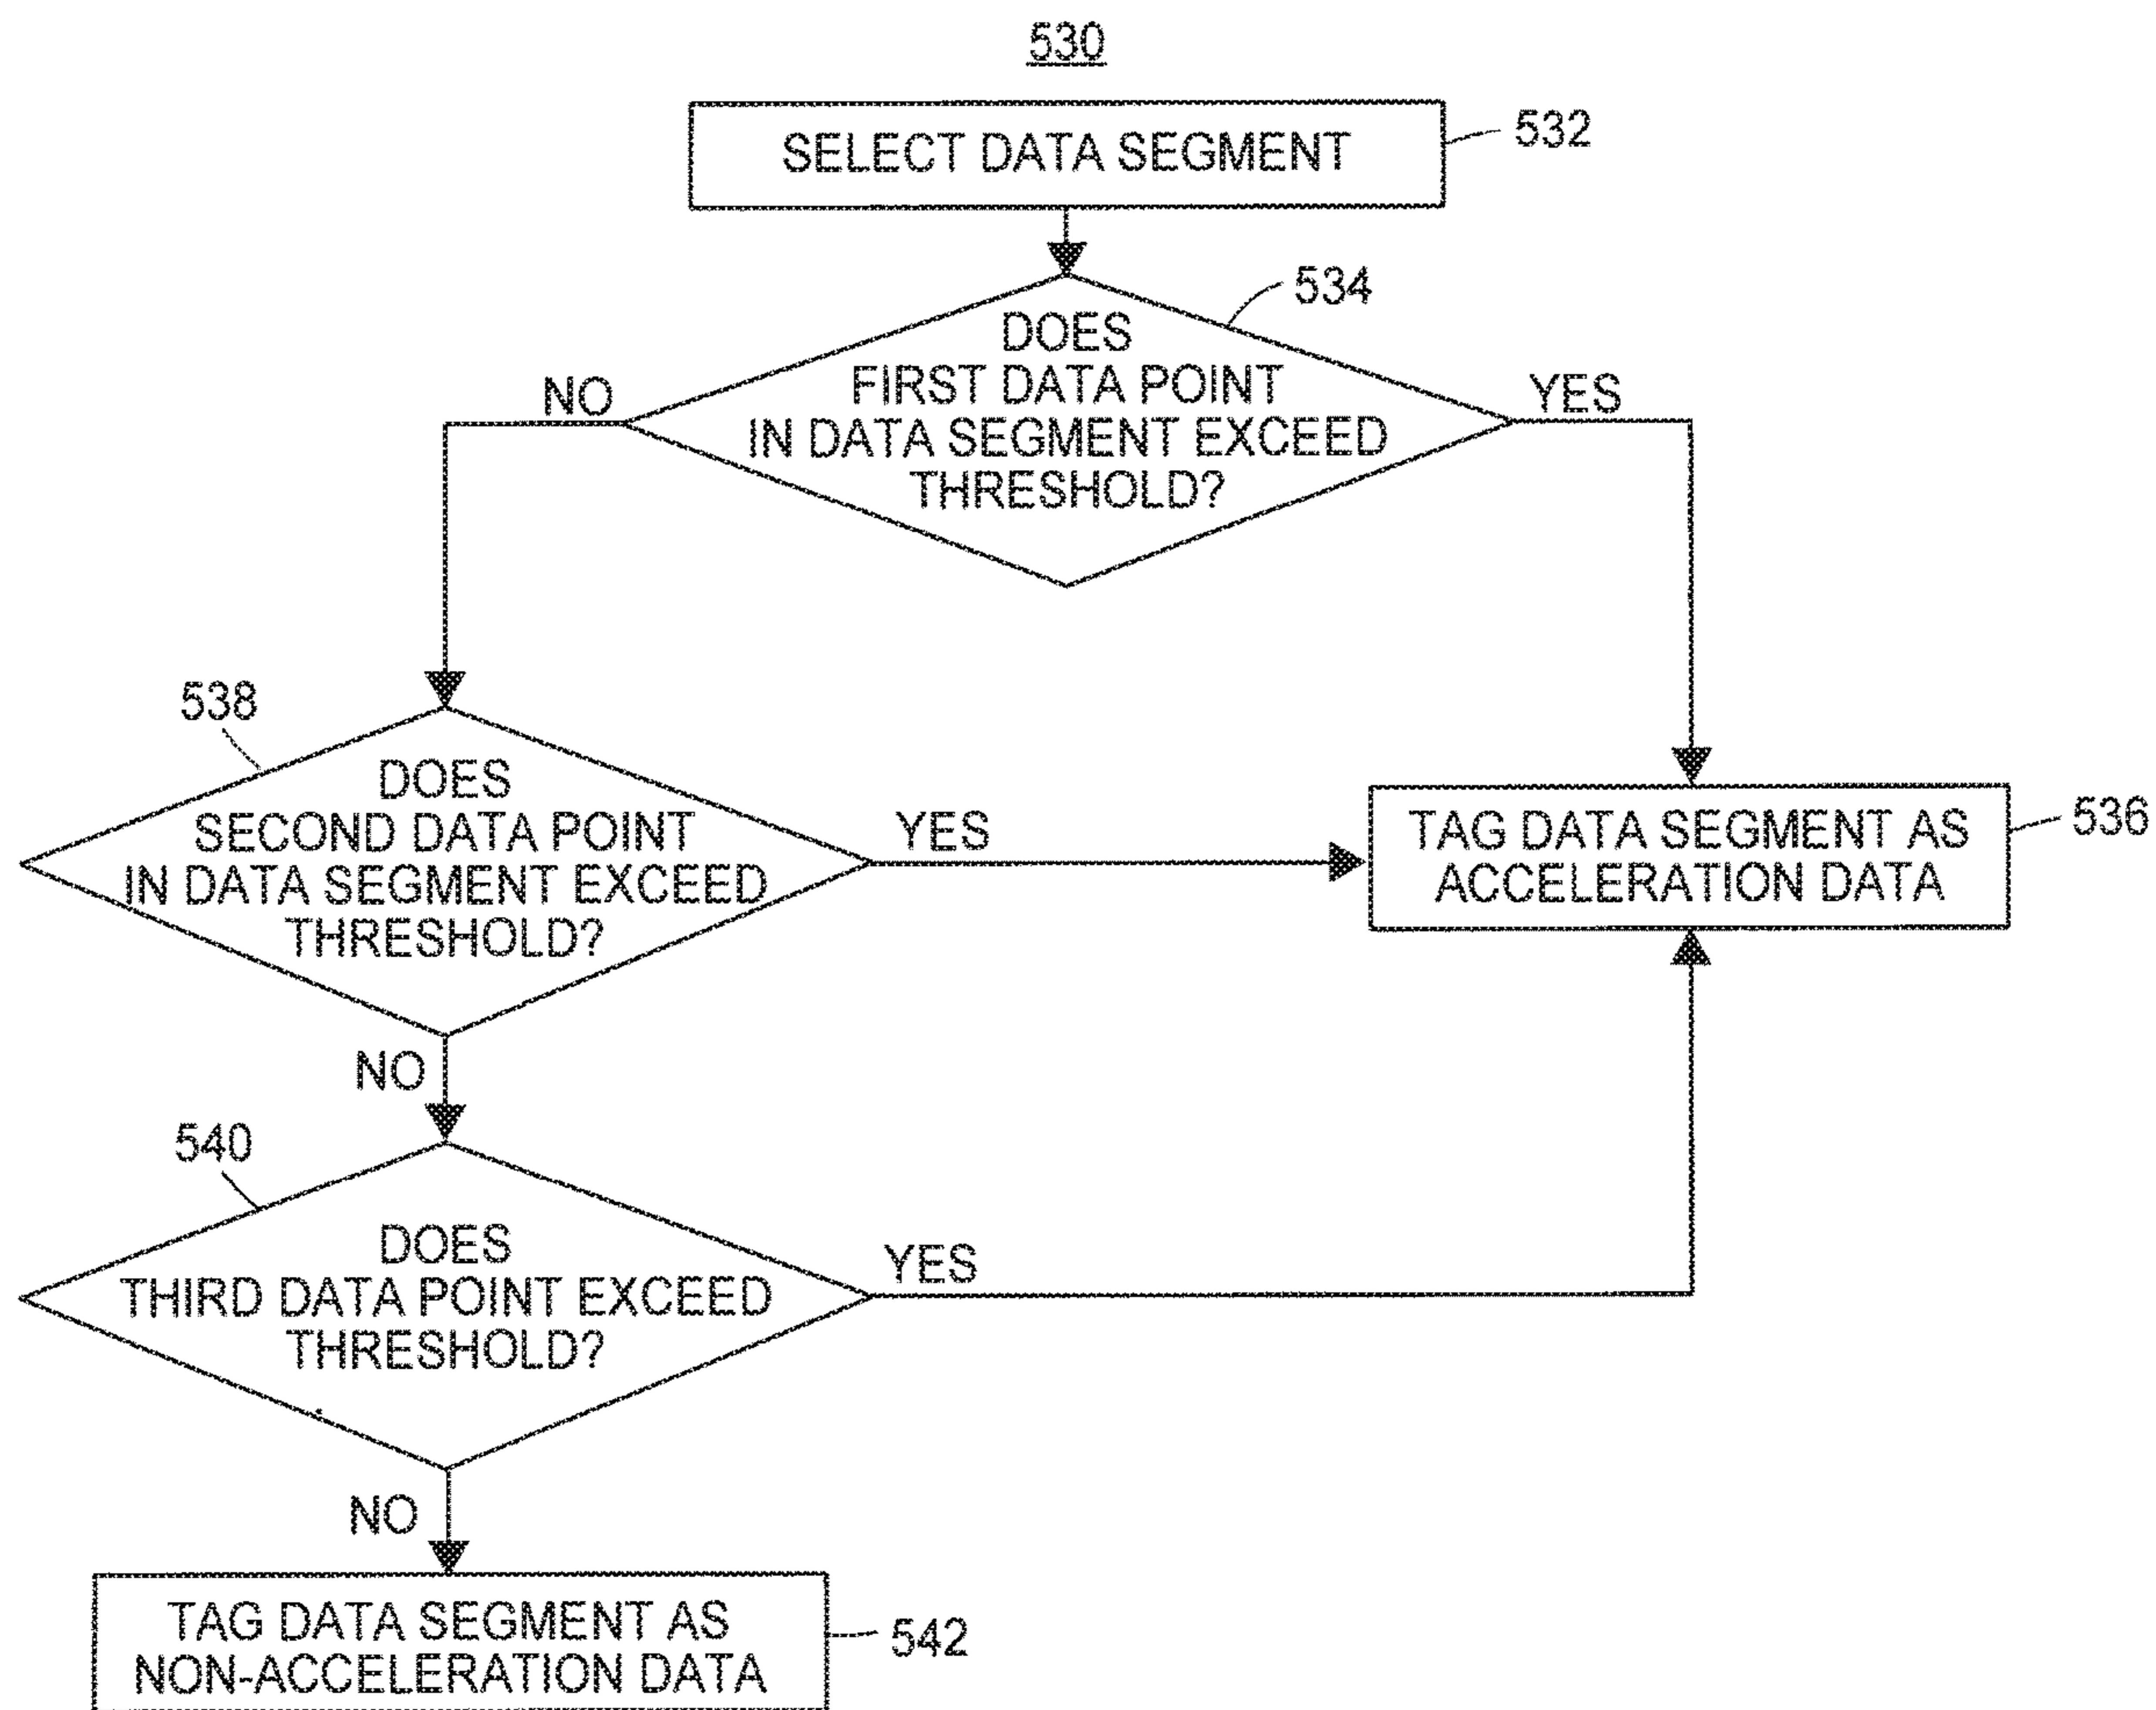 530
SELECT DATA SEGMENT
532
534
DOES
FIRST DATA POINT
IN DATA SEGMENT EXCEED
THRESHOLD?
NO
YES
538
DOES
SECOND DATA POINT
IN DATA SEGMENT EXCEED
THRESHOLD?
YES
TAG DATA SEGMENT AS
ACCELERATION DATA
536
NO
540
DOES
THIRD DATA POINT EXCEED
THRESHOLD?
YES
NO
TAG DATA SEGMENT AS
NON-ACCELERATION DATA
542